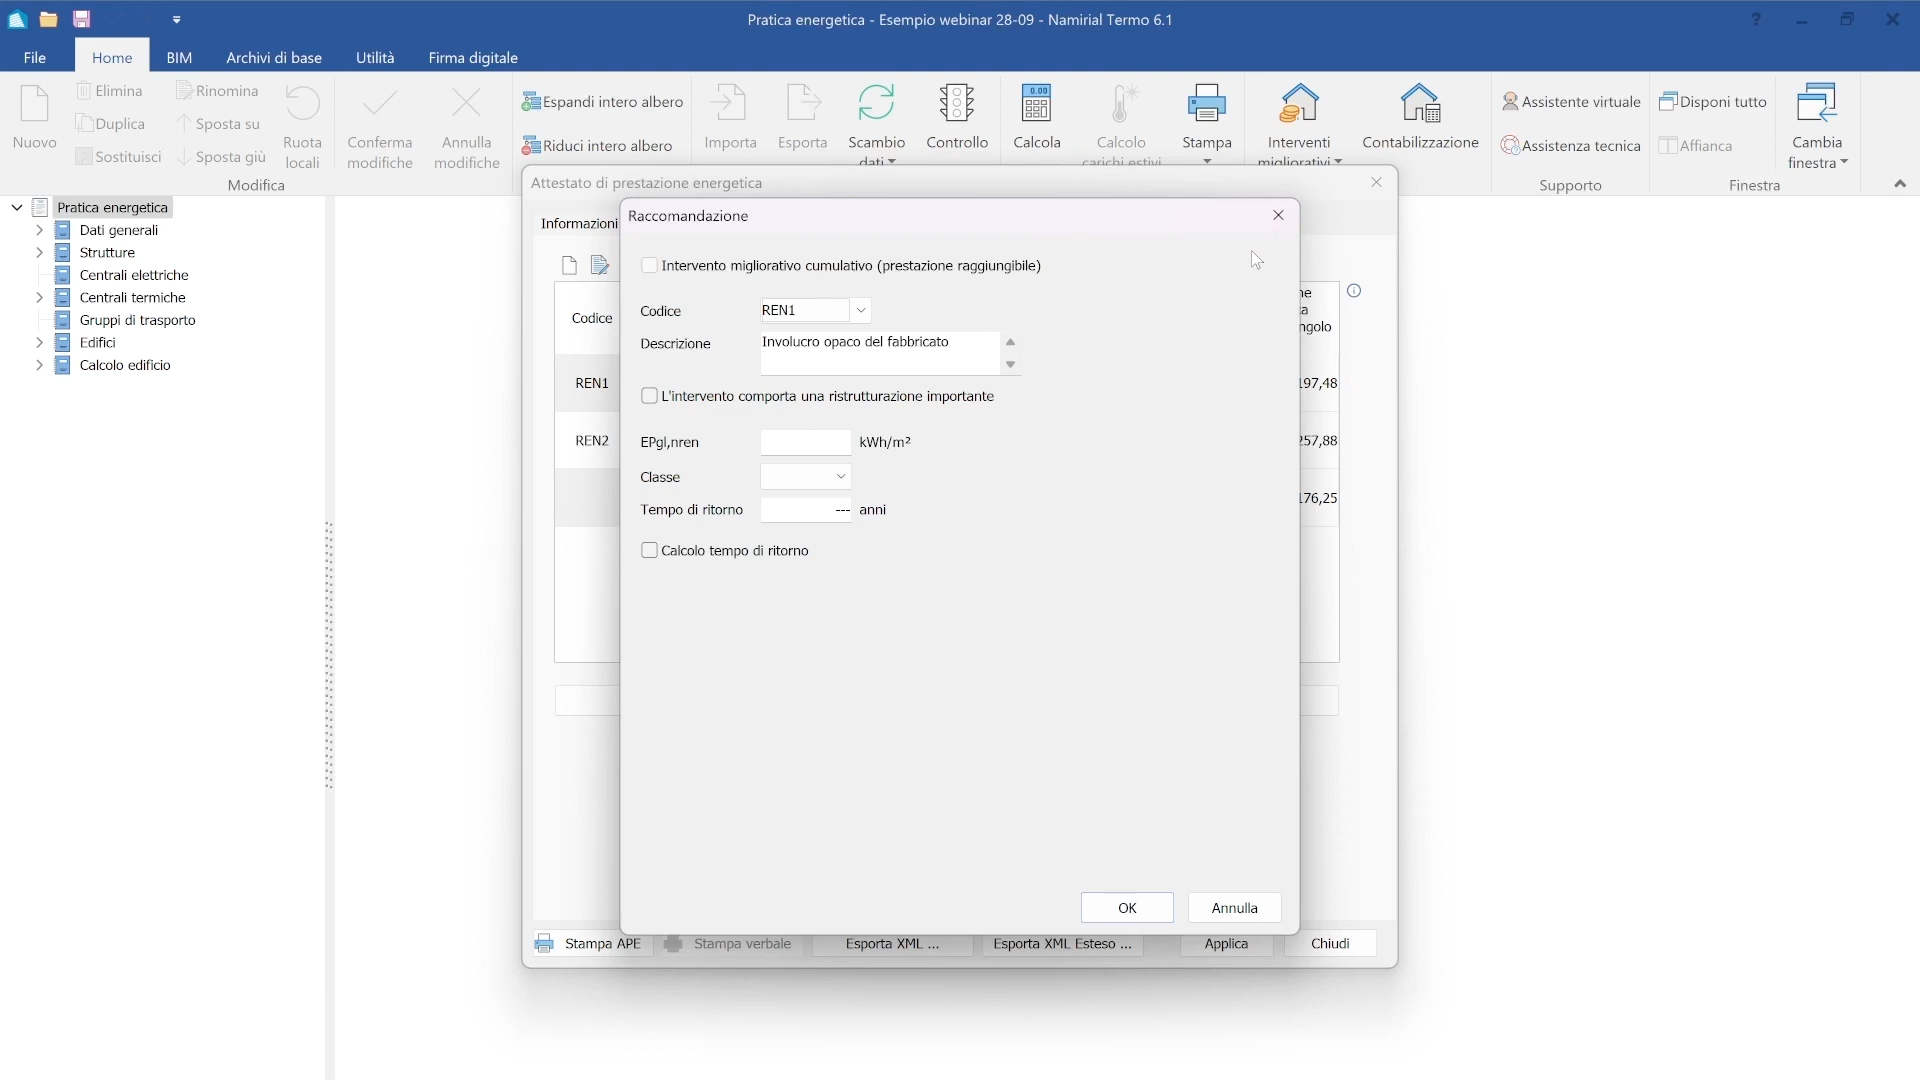 Pratica energetica - Esempio webinar 28-09 - Namirial Termo 6.1
?
File
Home
BIM
Archivi di base
Utilità
Firma digitale
Nuovo
Elimina
Duplica
Sostituisci
Rinomina
Sposta su
Sposta giù
Ruota
locali
Modifica
Conferma
modifiche
Annulla
modifiche
Espandi intero albero
Riduci intero albero
Importa
Esporta
Scambio
dati
Controllo
0.00
Calcola
Calcolo
carichi estivi
Stampa
Interventi
migliorativi
Contabilizzazione
Assistente virtuale
Assistenza tecnica
Supporto
Disponi tutto
Affianca
Cambia
finestra
Finestra
Pratica energetica
Dati generali
Strutture
Centrali elettriche
Centrali termiche
Gruppi di trasporto
Edifici
Calcolo edificio
Attestato di prestazione energetica
Informazioni
Codice
REN1
REN2
Raccomandazione
Intervento migliorativo cumulativo (prestazione raggiungibile)
Codice
REN1
Descrizione
Involucro opaco del fabbricato
L'intervento comporta una ristrutturazione importante
EPgl,nren
kWh/m²
Classe
Tempo di ritorno
---
anni
Calcolo tempo di ritorno
OK
Annulla
ne
a
ngolo
197,48
257,88
176,25
Stampa APE
Stampa verbale
Esporta XML ...
Esporta XML Esteso ...
Applica
Chiudi